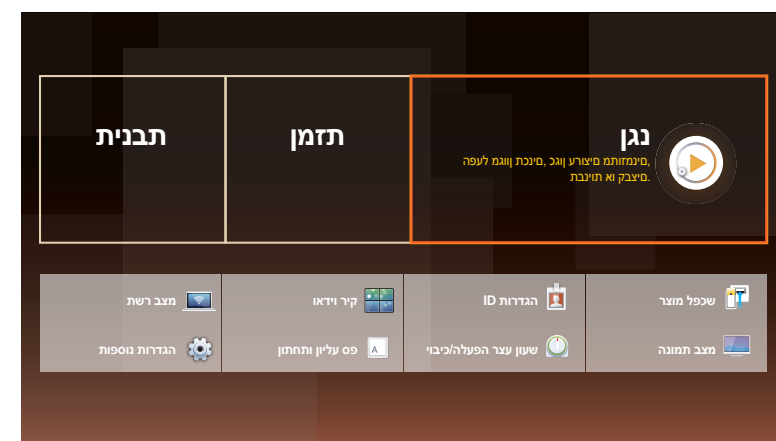 נגן
,םינמזותמ םיצורע ןוגכ ,םינכת ןווגמ לעפה
.םיצבק וא תוינבת
תזמן
תבנית
שכפל מוצר
הגדרות ID
קיר וידאו
מצב רשת
מצב תמונה
שעון עצר הפעלה/כיבוי
A
פס עליון ותחתון
הגדרות נוספות